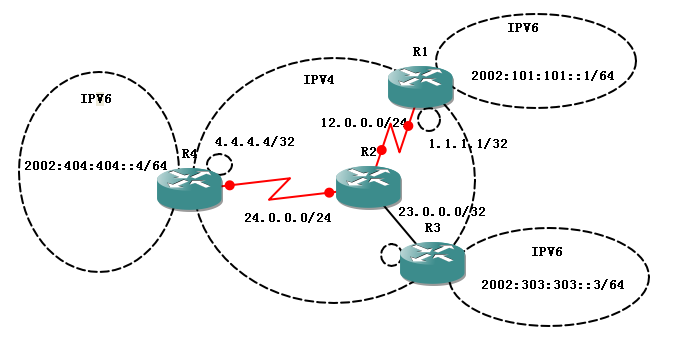 IPV6
R1
2002:101:101::1/64
IPV4
IPV6
12.0.0.0/24
4.4.4.4/32
1.1.1.1/32
R4
R2
2002:404:404::4/64
24.0.0.0/24
23.0.0.0/32
R3
IPV6
2002:303:303::3/64